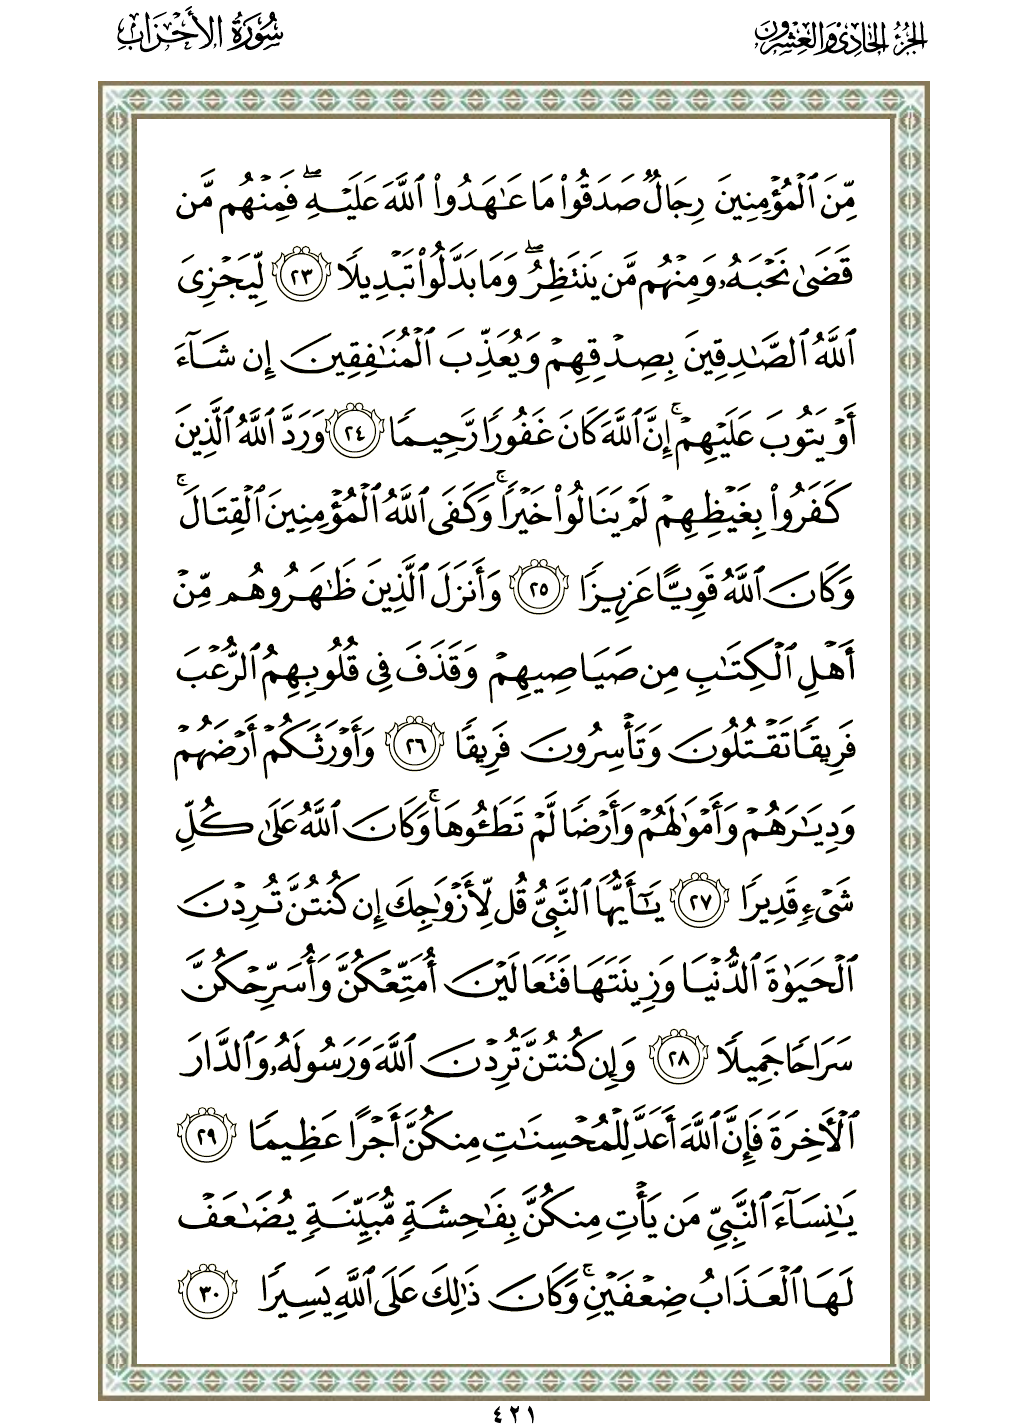 الجزء الحادي والعشرون
سورة الأحزاب
مِّنَ ٱلْمُؤْمِنِينَ رِجَالٌ صَدَقُوا۟ مَا عَـٰهَدُوا۟ ٱللَّهَ عَلَيْهِ ۖ فَمِنْهُم مَّن
قَضَىٰ نَحْبَهُۥ وَمِنْهُم مَّن يَنتَظِرُ ۖ وَمَا بَدَّلُوا۟ تَبْدِيلًا ٢٣ لِّيَجْزِىَ
ٱللَّهُ ٱلصَّـٰدِقِينَ بِصِدْقِهِمْ وَيُعَذِّبَ ٱلْمُنَـٰفِقِينَ إِن شَآءَ
أَوْ يَتُوبَ عَلَيْهِمْ ۚ إِنَّ ٱللَّهَ كَانَ غَفُورًا رَّحِيمًا ٢٤ وَرَدَّ ٱللَّهُ ٱلَّذِينَ
كَفَرُوا۟ بِغَيْظِهِمْ لَمْ يَنَالُوا۟ خَيْرًا ۚ وَكَفَى ٱللَّهُ ٱلْمُؤْمِنِينَ ٱلْقِتَالَ ۚ
وَكَانَ ٱللَّهُ قَوِيًّا عَزِيزًا ٢٥ وَأَنزَلَ ٱلَّذِينَ ظَـٰهَرُوهُم مِّنْ
أَهْلِ ٱلْكِتَـٰبِ مِن صَيَاصِيهِمْ وَقَذَفَ فِى قُلُوبِهِمُ ٱلرُّعْبَ
فَرِيقًا تَقْتُلُونَ وَتَأْسِرُونَ فَرِيقًا ٢٦ وَأَوْرَثَكُمْ أَرْضَهُمْ
وَدِيَـٰرَهُمْ وَأَمْوَٰلَهُمْ وَأَرْضًا لَّمْ تَطَـُٔوهَا ۚ وَكَانَ ٱللَّهُ عَلَىٰ كُلِّ
شَىْءٍ قَدِيرًا ٢٧ يَـٰٓأَيُّهَا ٱلنَّبِىُّ قُل لِّأَزْوَٰجِكَ إِن كُنتُنَّ تُرِدْنَ
ٱلْحَيَوٰةَ ٱلدُّنْيَا وَزِينَتَهَا فَتَعَالَيْنَ أُمَتِّعْكُنَّ وَأُسَرِّحْكُنَّ
سَرَاحًا جَمِيلًا ٢٨ وَإِن كُنتُنَّ تُرِدْنَ ٱللَّهَ وَرَسُولَهُۥ وَٱلدَّارَ
ٱلْـَٔاخِرَةَ فَإِنَّ ٱللَّهَ أَعَدَّ لِلْمُحْسِنَـٰتِ مِنكُنَّ أَجْرًا عَظِيمًا ٢٩
يَـٰنِسَآءَ ٱلنَّبِىِّ مَن يَأْتِ مِنكُنَّ بِفَـٰحِشَةٍ مُّبَيِّنَةٍ يُضَـٰعَفْ
لَهَا ٱلْعَذَابُ ضِعْفَيْنِ ۚ وَكَانَ ذَٰلِكَ عَلَى ٱللَّهِ يَسِيرًا ٣٠
٤٢١